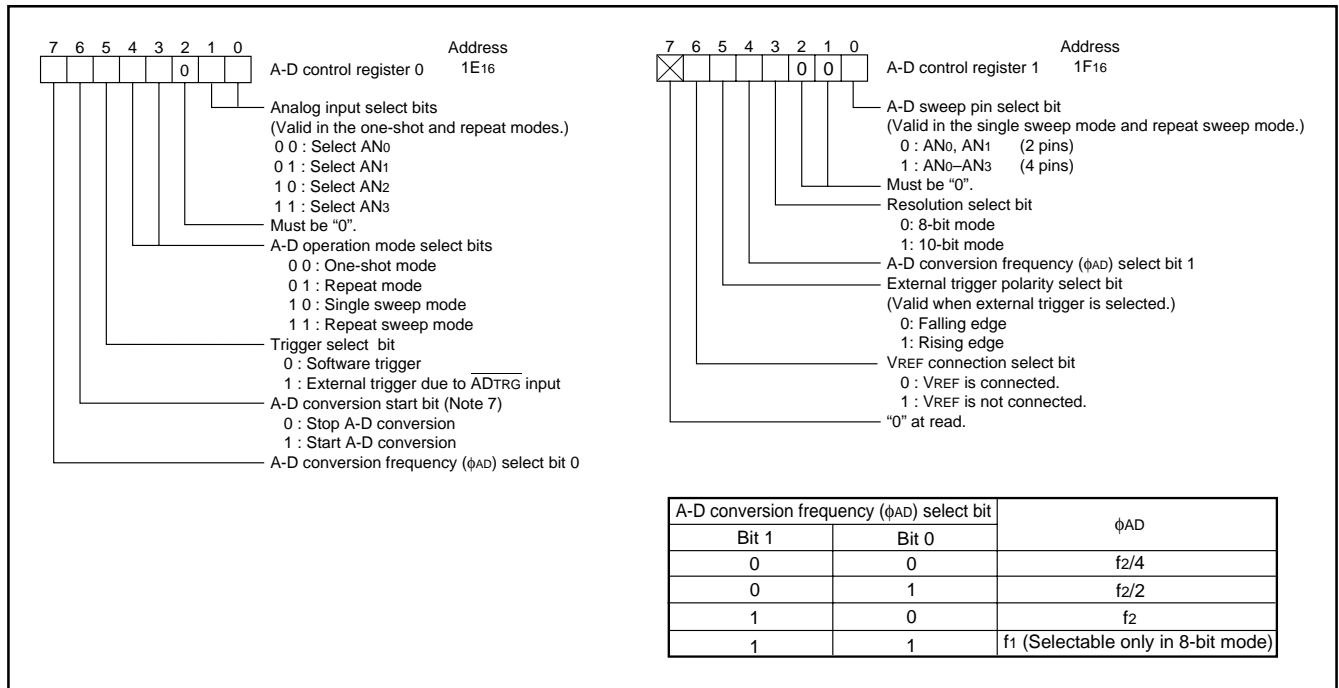 7 6 5 4 3 2 1 0
Address
0
A-D control register 0
1E16
Analog input select bits
(Valid in the one-shot and repeat modes.)
0 0 : Select AN0
0 1 : Select AN1
1 0 : Select AN2
1 1 : Select AN3
Must be “0”.
A-D operation mode select bits
0 0 : One-shot mode
0 1 : Repeat mode
1 0 : Single sweep mode
1 1 : Repeat sweep mode
Trigger select bit
0 : Software trigger
1 : External trigger due to ADTRG input
A-D conversion start bit (Note 7)
0 : Stop A-D conversion
1 : Start A-D conversion
A-D conversion frequency (ϕAD) select bit 0
7 6 5 4 3 2 1 0
Address
0 0
A-D control register 1
1F16
A-D sweep pin select bit
(Valid in the single sweep mode and repeat sweep mode.)
0 : AN0, AN1 (2 pins)
1 : AN0–AN3 (4 pins)
Must be “0”.
Resolution select bit
0: 8-bit mode
1: 10-bit mode
A-D conversion frequency (ϕAD) select bit 1
External trigger polarity select bit
(Valid when external trigger is selected.)
0: Falling edge
1: Rising edge
VREF connection select bit
0 : VREF is connected.
1 : VREF is not connected.
“0” at read.
A-D conversion frequency (ϕAD) select bit
ϕAD
Bit 1 Bit 0
0 0 f2/4
0 1 f2/2
1 0 f2
1 1 f1 (Selectable only in 8-bit mode)